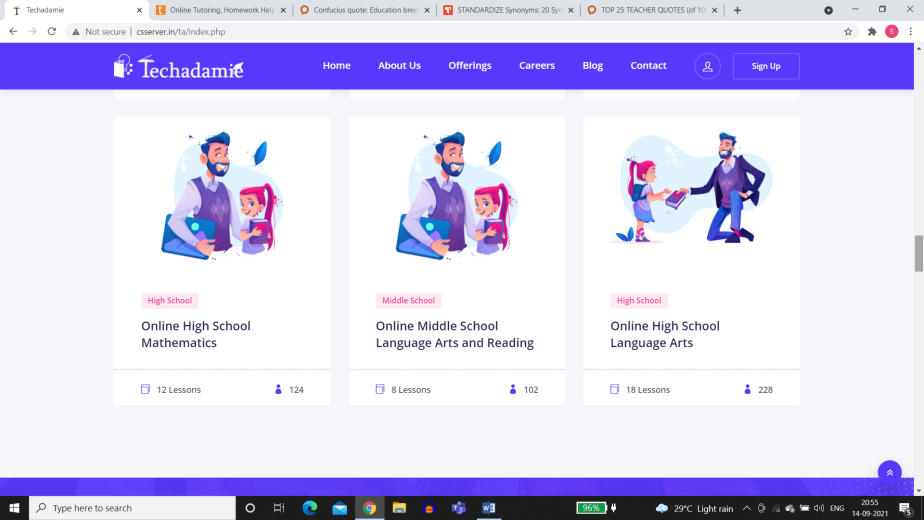 Techadamie
Online Tutoring, Homework Help
Confucius quote: Education bree
STANDARDIZE Synonyms: 20 Syn
TOP 25 TEACHER QUOTES (of 10
Not secure
csserver.in/ta/index.php
S
Techadamie
Home
About Us
Offerings
Careers
Blog
Contact
Sign Up
High School
Online High School
Mathematics
12 Lessons
124
Middle School
Online Middle School
Language Arts and Reading
8 Lessons
102
High School
Online High School
Language Arts
18 Lessons
228
Type here to search
96%
29°C Light rain
ENG
20:55
14-09-2021
5